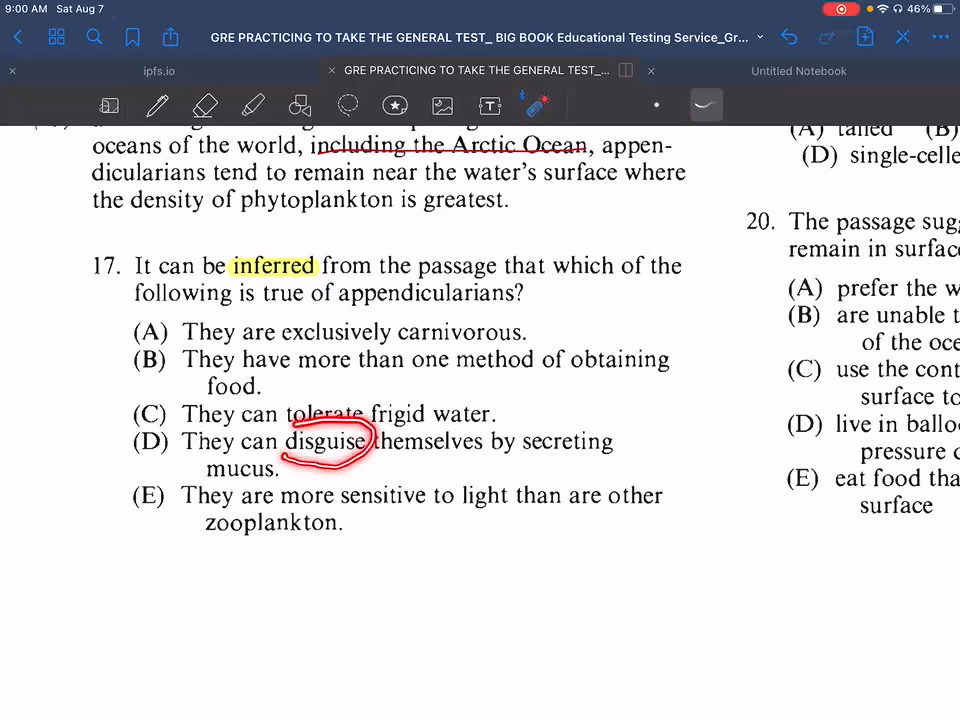 9:00 AM Sat Aug 7
46%
GRE PRACTICING TO TAKE THE GENERAL TEST_ BIG BOOK Educational Testing Service_Gr...
ipfs.io
GRE PRACTICING TO TAKE THE GENERAL TEST_...
Untitled Notebook
oceans of the world, including the Arctic Ocean, appen-
dicularians tend to remain near the water's surface where
the density of phytoplankton is greatest.
17. It can be inferred from the passage that which of the
following is true of appendicularians?
(A) They are exclusively carnivorous.
(B) They have more than one method of obtaining
food.
(C) They can tolerate frigid water.
(D) They can disguise themselves by secreting
mucus.
(E) They are more sensitive to light than are other
zooplankton.
(A) tailed (B)
(D) single-celle
20. The passage sugg
remain in surfac
(A) prefer the w
(B) are unable t
of the oce
(C) use the cont
surface to
(D) live in ballo
pressure
(E) eat food tha
surface